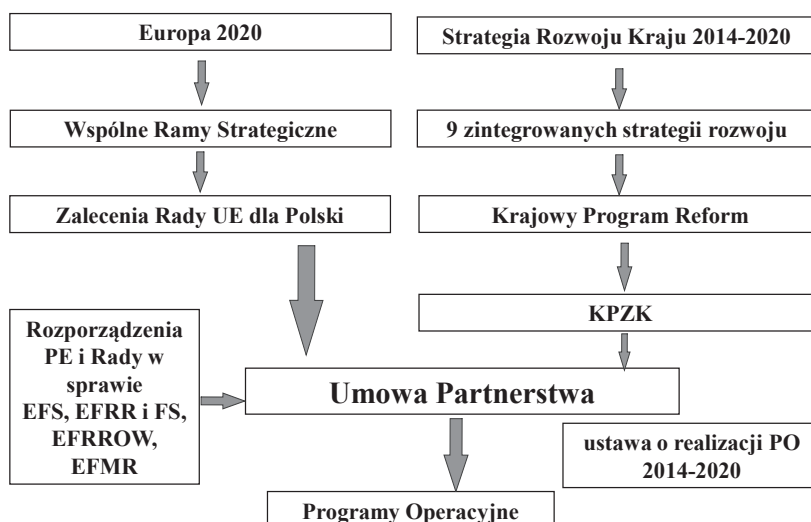 Europa 2020
Strategia Rozwoju Kraju 2014-2020
Wspólne Ramy Strategiczne
9 zintegrowanych strategii rozwoju
Zalecenia Rady UE dla Polski
Krajowy Program Reform
KPZK
Rozporządzenia
PE i Rady w
sprawie
EFS, EFRR i FS,
EFRROW,
EFMR
Umowa Partnerstwa
ustawa o realizacji PO
2014-2020
Programy Operacyjne